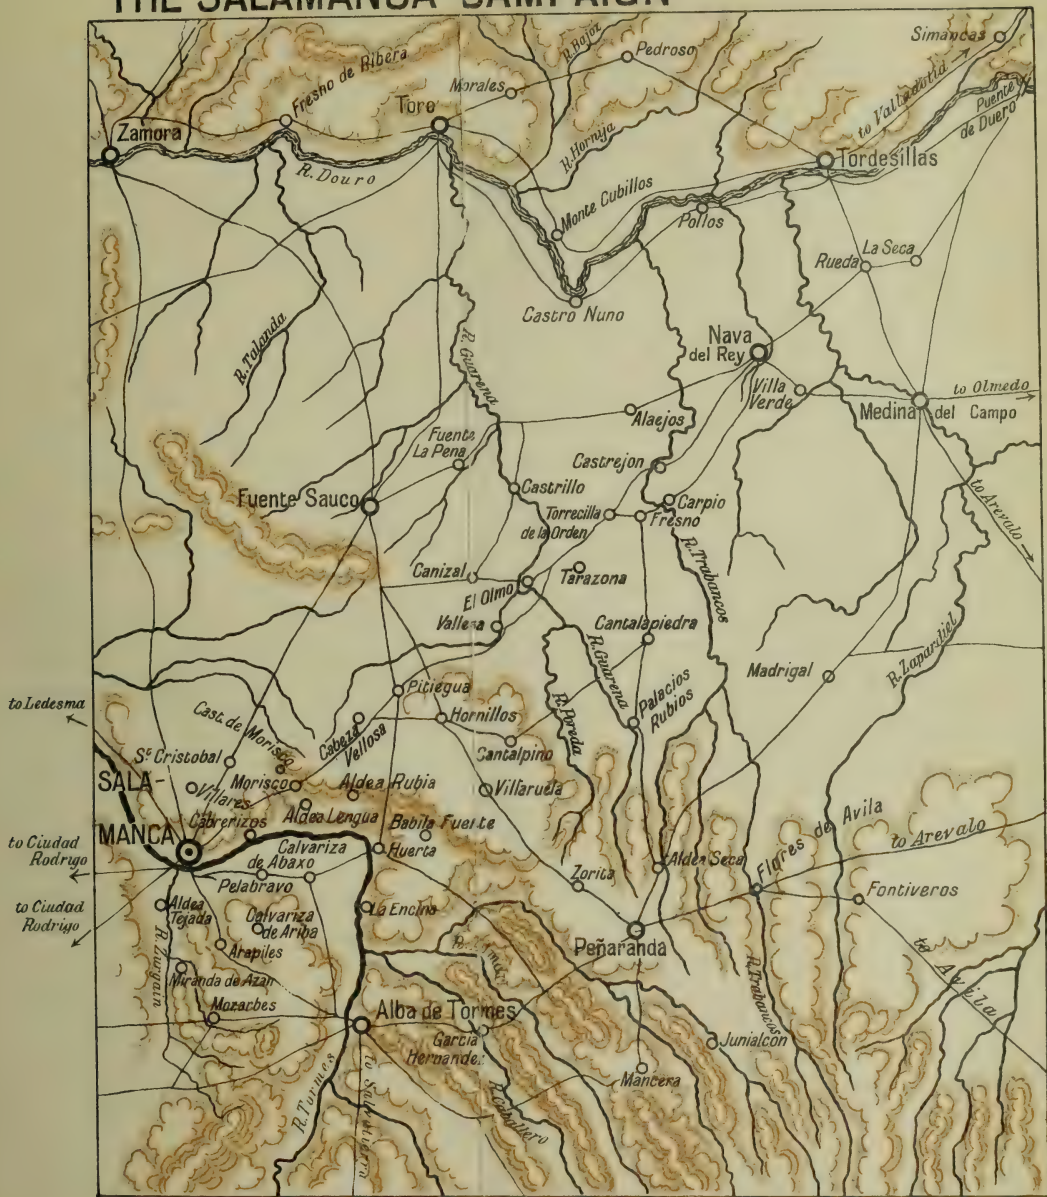 THE SALAMANCA CAMPAIGN
Simancas
R. Bajoz
Pedroso
Fresno de Ribera
Morales
Toro
to Valladolid
Puente
de Duero
Zamora
R. Hornija
Tordesillas
R. Douro
Monte Cubillos
Pollos
La Seca
Rueda
Castro Nuno
R. Talanda
R. Guarena
Nava
del Rey
Villa
Verde
to Olmedo
Medina del Campo
Alaejos
Fuente
La Pena
Castrejon
Fuente Sauco
Castrillo
Carpio
Torrecilla
de la Orden
Fresno
to Arevalo
R. Trabancos
Canizal
Tarazona
El Olmo
Vallesa
Cantalapiedra
R. Guarena
Madrigal
R. Zapardiel
Pitiegua
Palacios
Rubios
R. Poreda
to Ledesma
Cast. de Morisco
Cabeza
Vellosa
Hornillos
Cantalpino
St Cristobal
SALA-
Morisco
Aldea Rubia
Villaruela
Villares
Aldea Lengua
Babila Fuente
Cabrerizos
MANCA
to Ciudad
Rodrigo
Calvariza
de Abaxo
Huerta
Flores de Avila
to Arevalo
Aldea Seca
Pelabravo
Zorita
Fontiveros
to Ciudad
Rodrigo
Aldea
Tejada
Calvariza
de Ariba
La Encina
Arapiles
Peñaranda
R. Zurgain
Miranda de Azan
R. Trabancos
to Avila
Mozarbes
Alba de Tormes
Garcia
Hernandez
Junialcon
Mancera
R. Tormes
R. Caballero